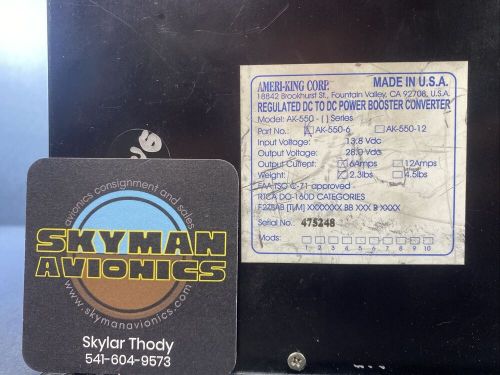 AMERI-KING CORP. MADE IN U.S.A.
18842 Brookhurst St., Fountain Valley, CA 92708, U.S.A.
REGULATED DC TO DC POWER BOOSTER CONVERTER
Model: AK-550 - [ ] Series
Part No.: AK-550-6 AK-550-12
Input Voltage: 13.8 Vdc
Output Voltage: 28.0 Vdc
Output Current: 6Amps 12Amps
Weight: 2.3lbs 4.5lbs
FAA TSO C-71 approved
RTCA DO-160D CATEGORIES
Serial No. 475248
Mods:
1 2 3 4 5 6 7 8 9 10
avionics consignment and sales
SKYMAN
AVIONICS
www.skymanavionics.com
Skylar Thody
541-604-9573